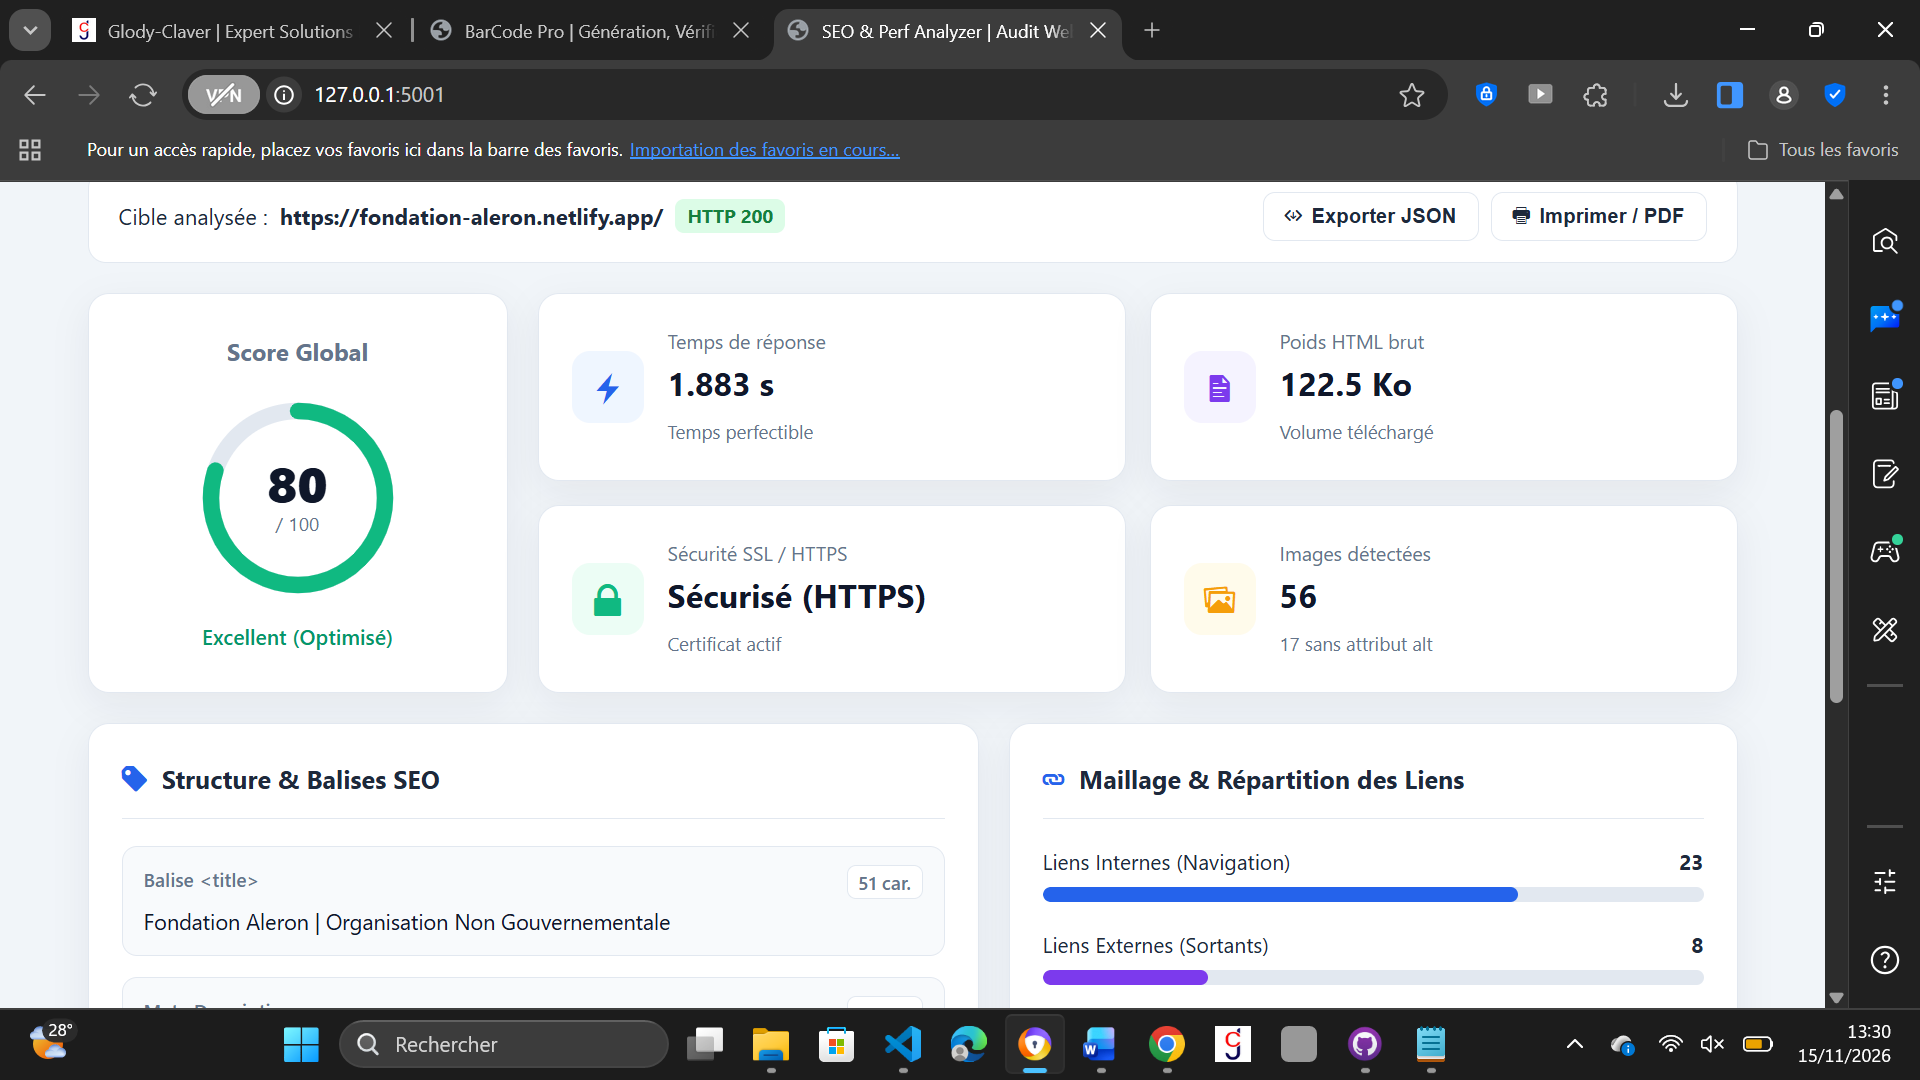 Glody-Claver | Expert Solutions
BarCode Pro | Génération, Vérifi
SEO & Perf Analyzer | Audit We
VPN
127.0.0.1:5001
Pour un accès rapide, placez vos favoris ici dans la barre des favoris. Importation des favoris en cours...
Tous les favoris
Cible analysée : https://fondation-aleron.netlify.app/ HTTP 200
Exporter JSON
Imprimer / PDF
Score Global
80
/ 100
Excellent (Optimisé)
Temps de réponse
1.883 s
Temps perfectible
Poids HTML brut
122.5 Ko
Volume téléchargé
Sécurité SSL / HTTPS
Sécurisé (HTTPS)
Certificat actif
Images détectées
56
17 sans attribut alt
Structure & Balises SEO
Balise <title>
51 car.
Fondation Aleron | Organisation Non Gouvernementale
Maillage & Répartition des Liens
Liens Internes (Navigation) 23
Liens Externes (Sortants) 8
28°
Rechercher
13:30
15/11/2026